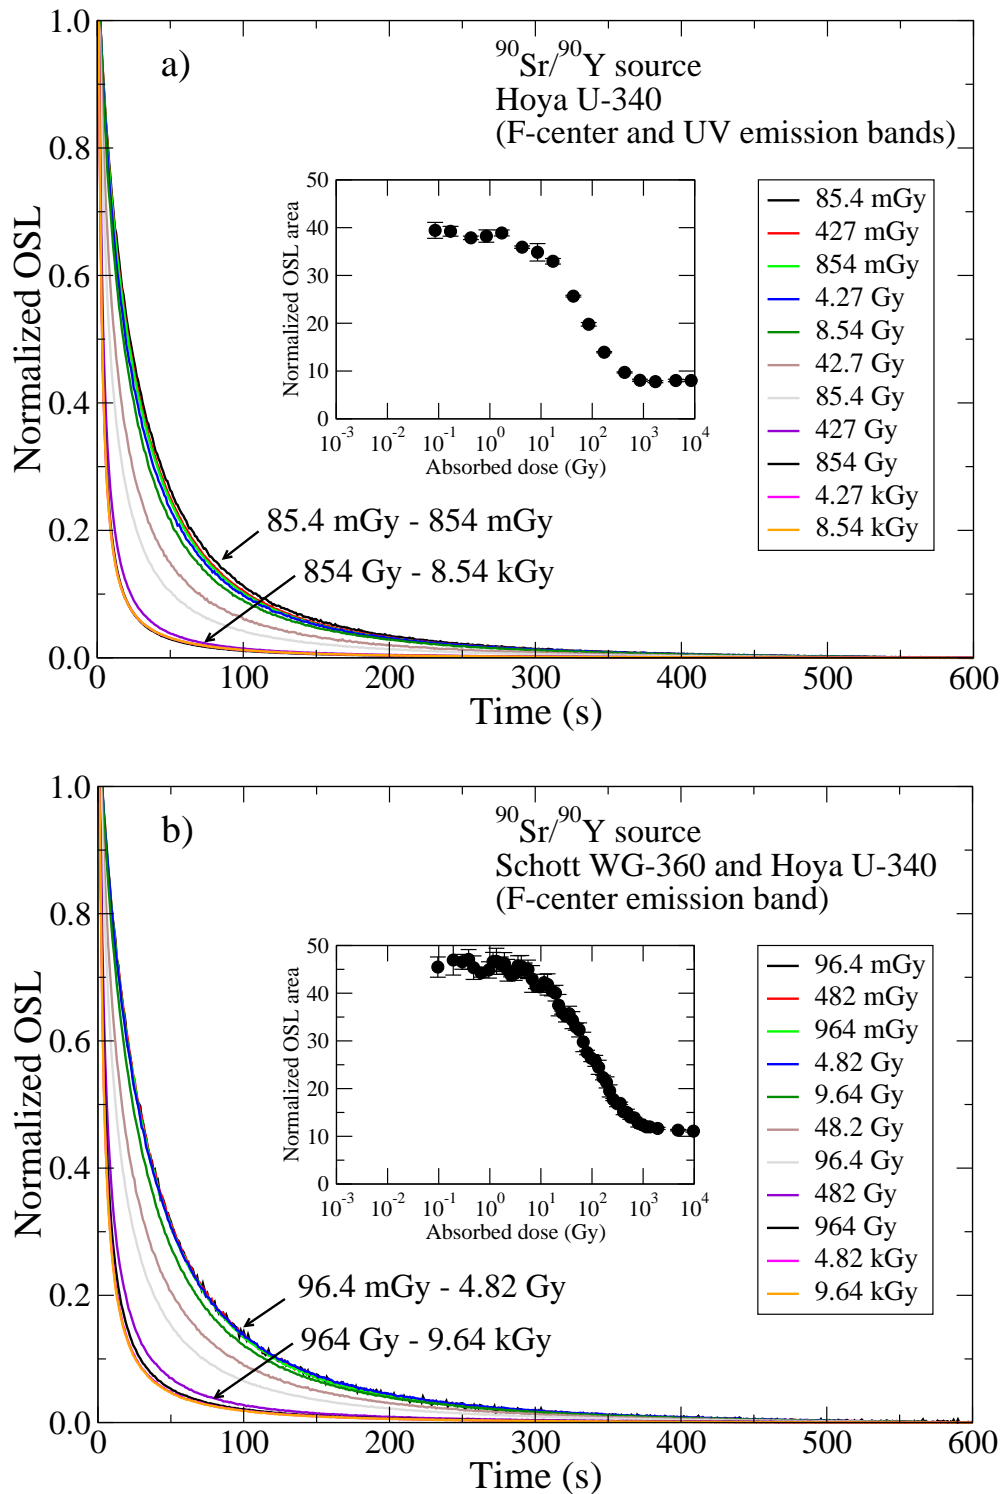 a)
⁹⁰Sr/⁹⁰Y source
Hoya U-340
(F-center and UV emission bands)
Normalized OSL
1.0
0.8
0.6
0.4
0.2
0.0
0 100 200 300 400 500 600
Time (s)
Normalized OSL area
50
40
30
20
10
0
10⁻³ 10⁻² 10⁻¹ 10⁰ 10¹ 10² 10³ 10⁴
Absorbed dose (Gy)
85.4 mGy
427 mGy
854 mGy
4.27 Gy
8.54 Gy
42.7 Gy
85.4 Gy
427 Gy
854 Gy
4.27 kGy
8.54 kGy
85.4 mGy - 854 mGy
854 Gy - 8.54 kGy
b)
⁹⁰Sr/⁹⁰Y source
Schott WG-360 and Hoya U-340
(F-center emission band)
Normalized OSL
1.0
0.8
0.6
0.4
0.2
0.0
0 100 200 300 400 500 600
Time (s)
Normalized OSL area
50
40
30
20
10
0
10⁻³ 10⁻² 10⁻¹ 10⁰ 10¹ 10² 10³ 10⁴
Absorbed dose (Gy)
96.4 mGy
482 mGy
964 mGy
4.82 Gy
9.64 Gy
48.2 Gy
96.4 Gy
482 Gy
964 Gy
4.82 kGy
9.64 kGy
96.4 mGy - 4.82 Gy
964 Gy - 9.64 kGy